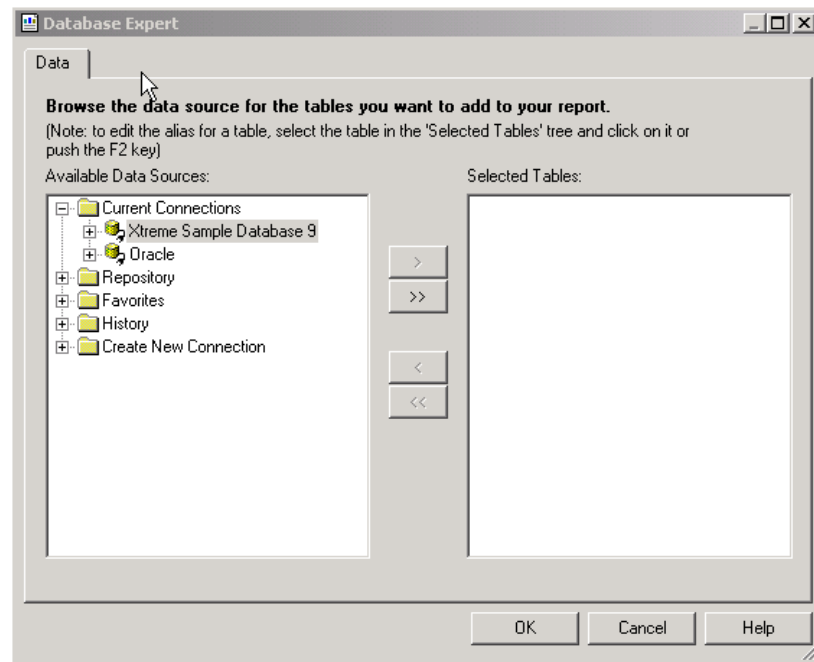 Database Expert
Data
Browse the data source for the tables you want to add to your report.
(Note: to edit the alias for a table, select the table in the 'Selected Tables' tree and click on it or
push the F2 key)
Available Data Sources:
Selected Tables:
Current Connections
Xtreme Sample Database 9
Oracle
Repository
Favorites
History
Create New Connection
>
>>
<
<<
OK
Cancel
Help